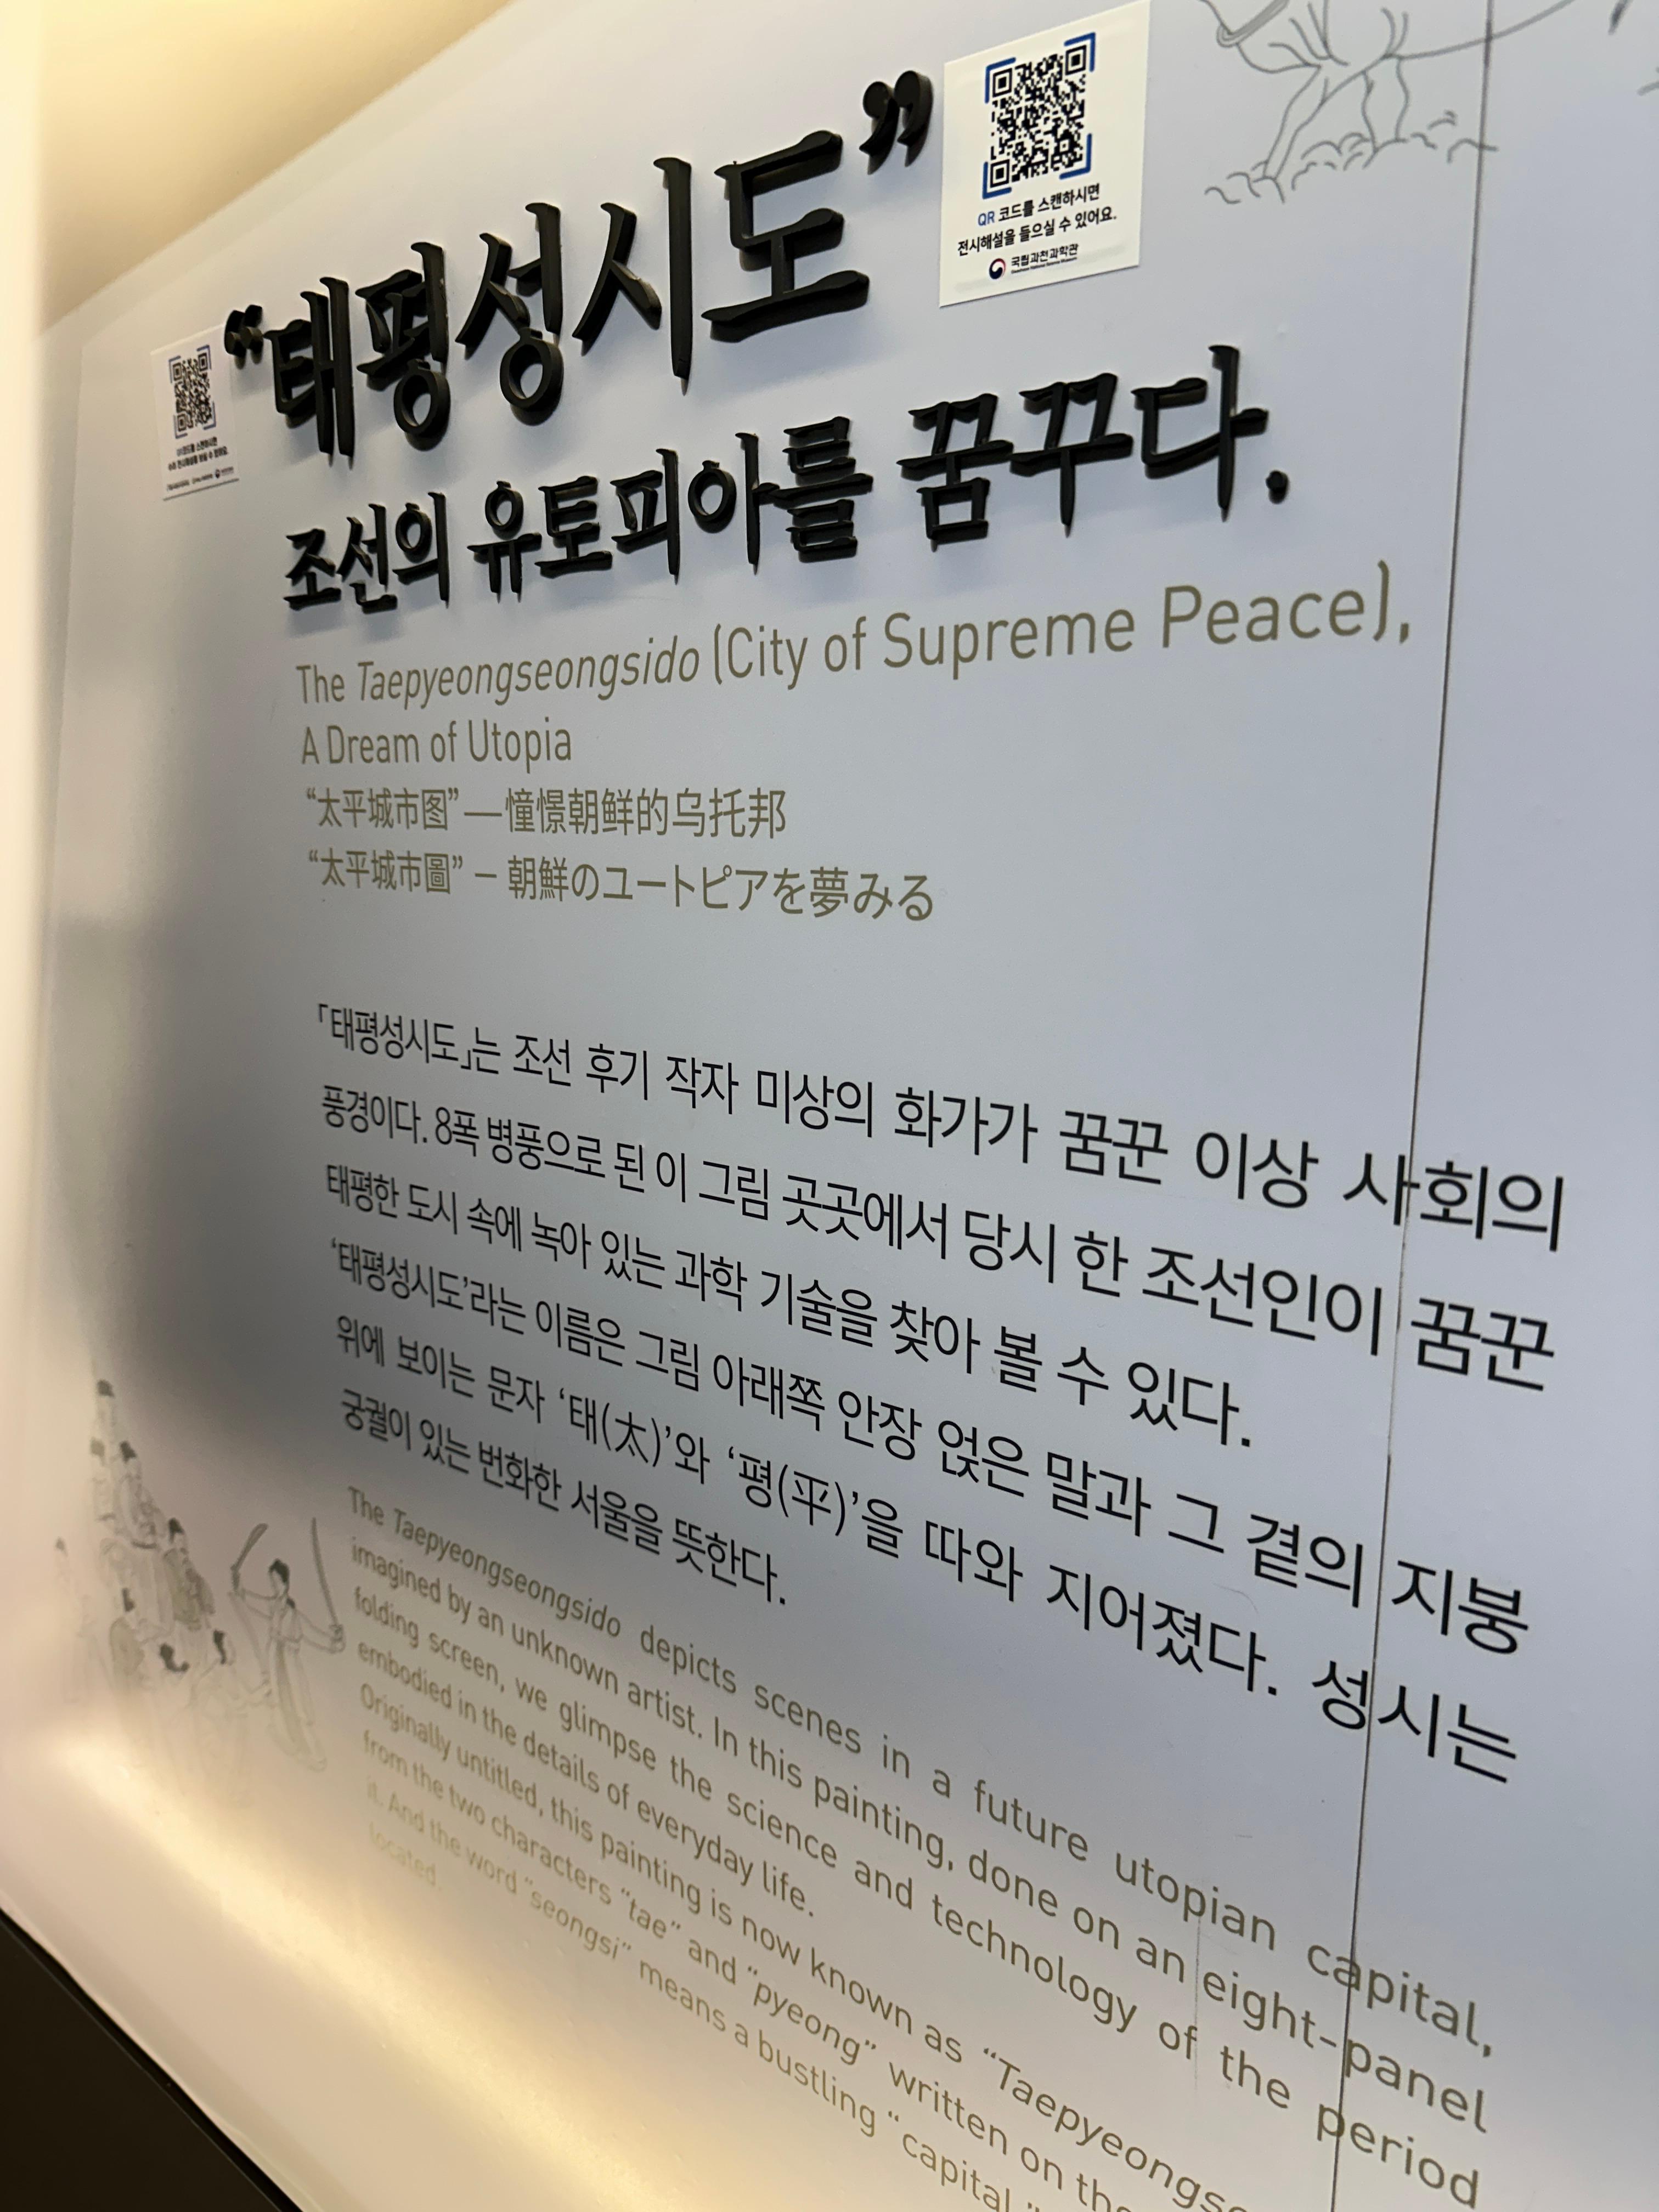 “태평성시도”
조선의 유토피아를 꿈꾸다.
QR 코드를 스캔하시면
전시해설을 들으실 수 있어요.
국립과천과학관
The Taepyeongseongsido (City of Supreme Peace),
A Dream of Utopia
“太平城市图”—憧憬朝鲜的乌托邦
“太平城市圖” – 朝鮮のユートピアを夢みる
「태평성시도」는 조선 후기 작자 미상의 화가가 꿈꾼 이상 사회의
풍경이다. 8폭 병풍으로 된 이 그림 곳곳에서 당시 한 조선인이 꿈꾼
태평한 도시 속에 녹아 있는 과학 기술을 찾아 볼 수 있다.
‘태평성시도’라는 이름은 그림 아래쪽 안장 얹은 말과 그 곁의 지붕
위에 보이는 문자 ‘태(太)’와 ‘평(平)’을 따와 지어졌다. 성시는
궁궐이 있는 번화한 서울을 뜻한다.
The Taepyeongseongsido depicts scenes in a future utopian capital,
imagined by an unknown artist. In this painting, done on an eight-panel
folding screen, we glimpse the science and technology of the period
embodied in the details of everyday life.
Originally untitled, this painting is now known as “Taepyeongse
from the two characters “tae” and “pyeong” written on the
it. And the word “seongsi” means a bustling “capital”
located.